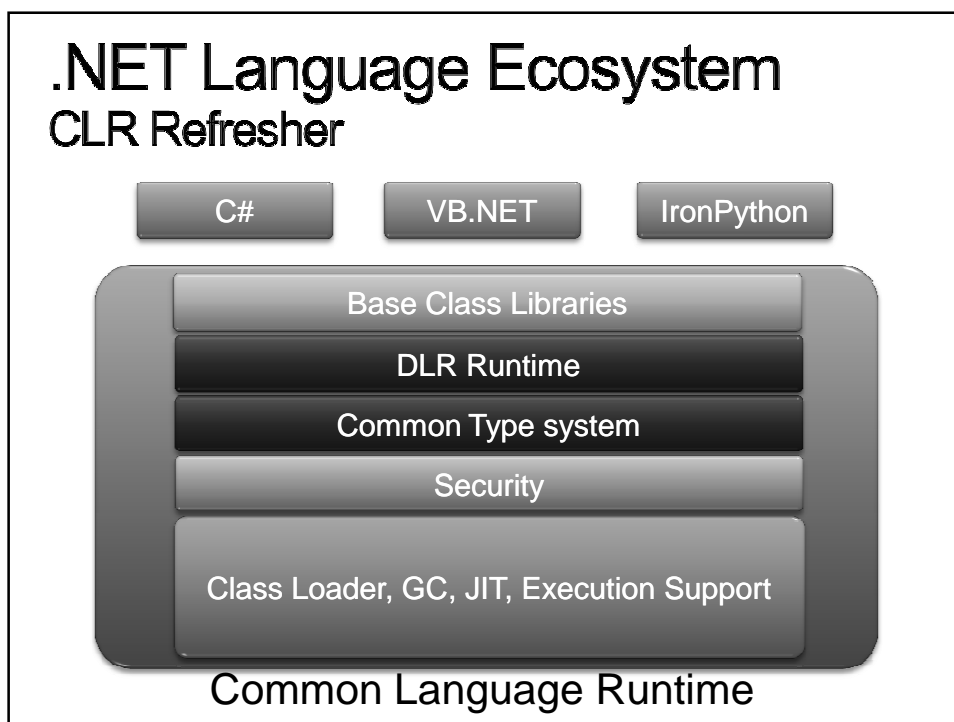 .NET Language Ecosystem
CLR Refresher
C#
VB.NET
IronPython
Base Class Libraries
DLR Runtime
Common Type system
Security
Class Loader, GC, JIT, Execution Support
Common Language Runtime